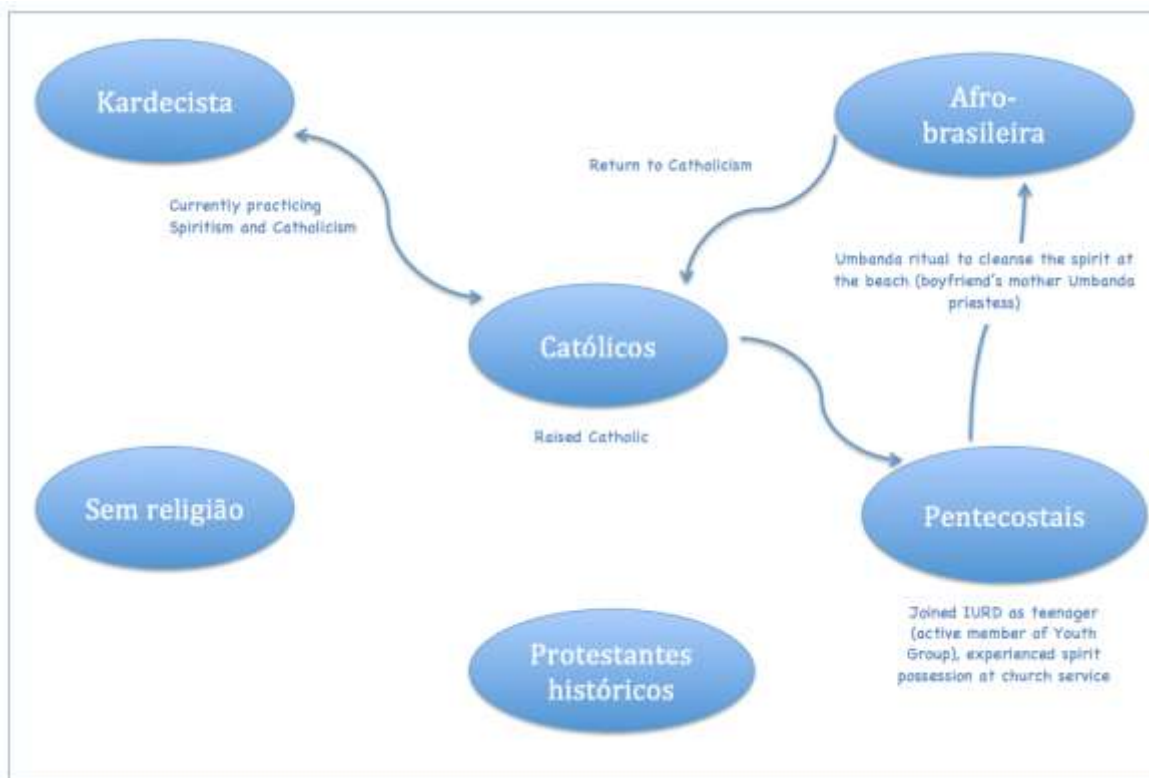 Kardecista
Afro-
brasileira
Return to Catholicism
Currently practicing
Spiritism and Catholicism
Umbanda ritual to cleanse the spirit at
the beach (boyfriend's mother Umbanda
priestess)
Católicos
Raised Catholic
Sem religião
Pentecostais
Joined IURD as teenager
(active member of Youth
Group), experienced spirit
possession at church service
Protestantes
históricos